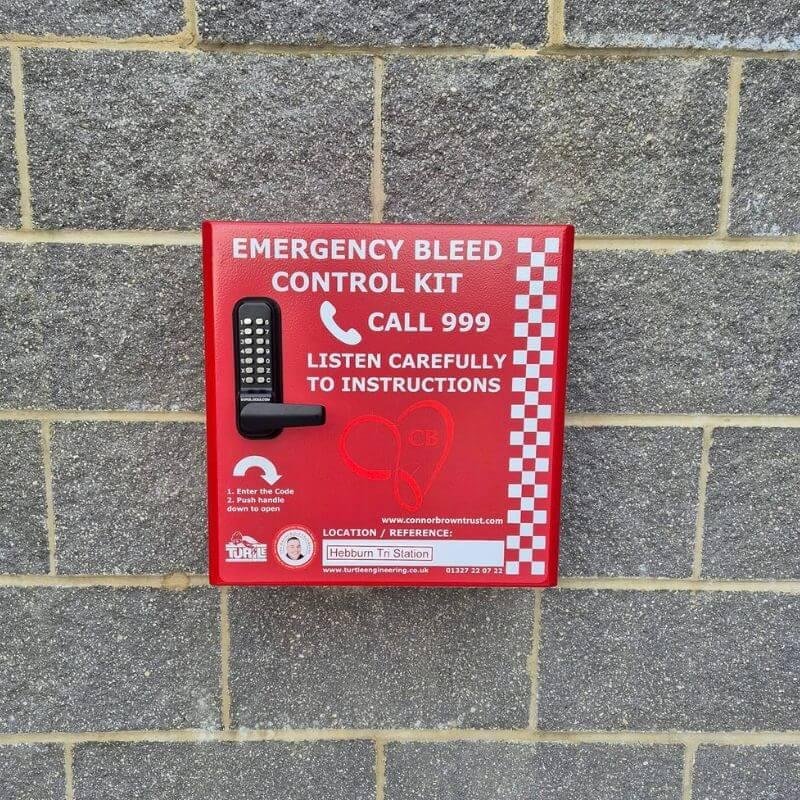 EMERGENCY BLEED
CONTROL KIT
CALL 999
LISTEN CAREFULLY
TO INSTRUCTIONS
CB
1. Enter the Code
2. Push handle
down to open
www.connorbrowntrust.com
LOCATION / REFERENCE:
Hebburn Tri Station
TURTLE
www.turtleengineering.co.uk 01327 22 07 22